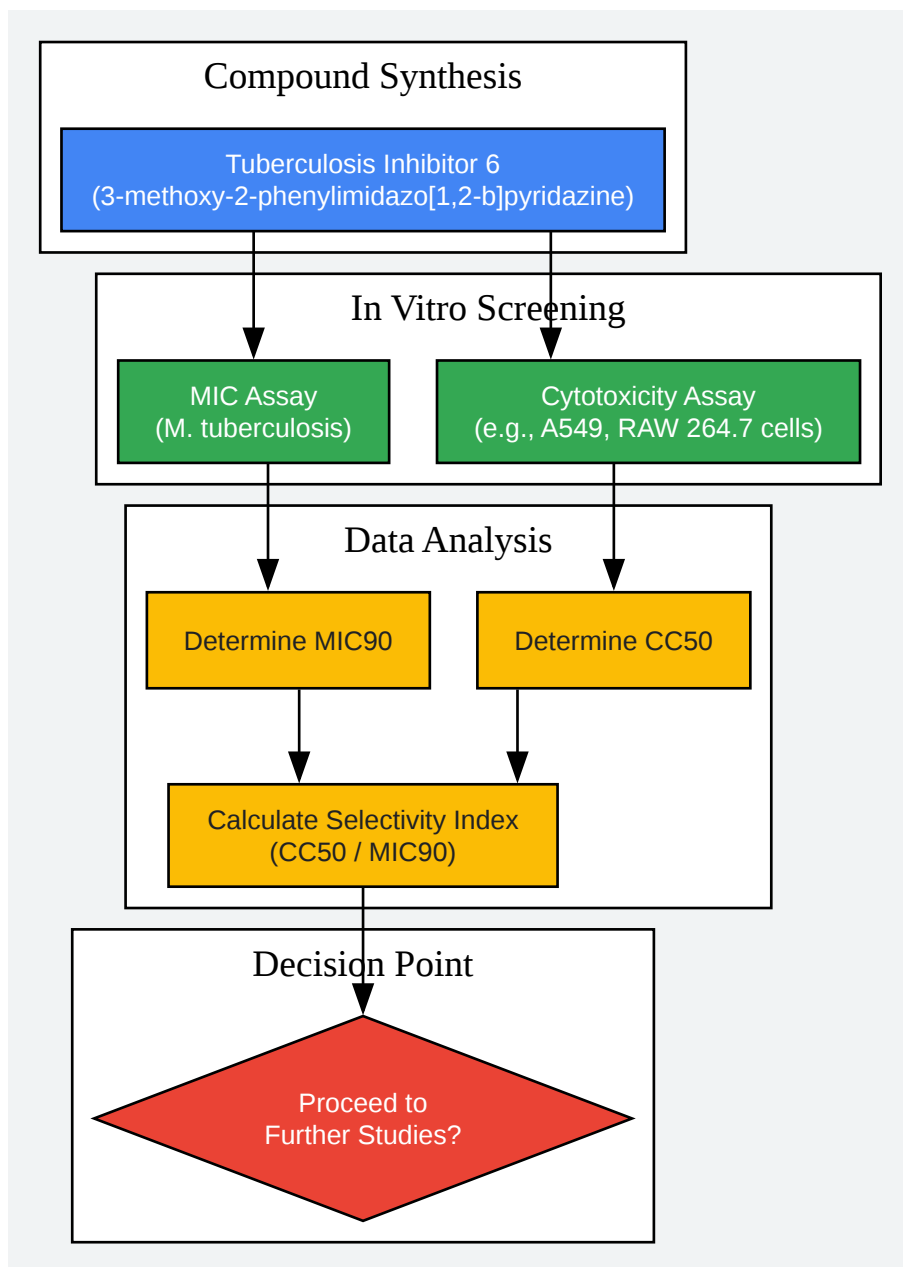 Compound Synthesis
Tuberculosis Inhibitor 6
(3-methoxy-2-phenylimidazo[1,2-b]pyridazine)
In Vitro Screening
MIC Assay
(M. tuberculosis)
Cytotoxicity Assay
(e.g., A549, RAW 264.7 cells)
Data Analysis
Determine MIC90
Determine CC50
Calculate Selectivity Index
(CC50 / MIC90)
Decision Point
Proceed to
Further Studies?